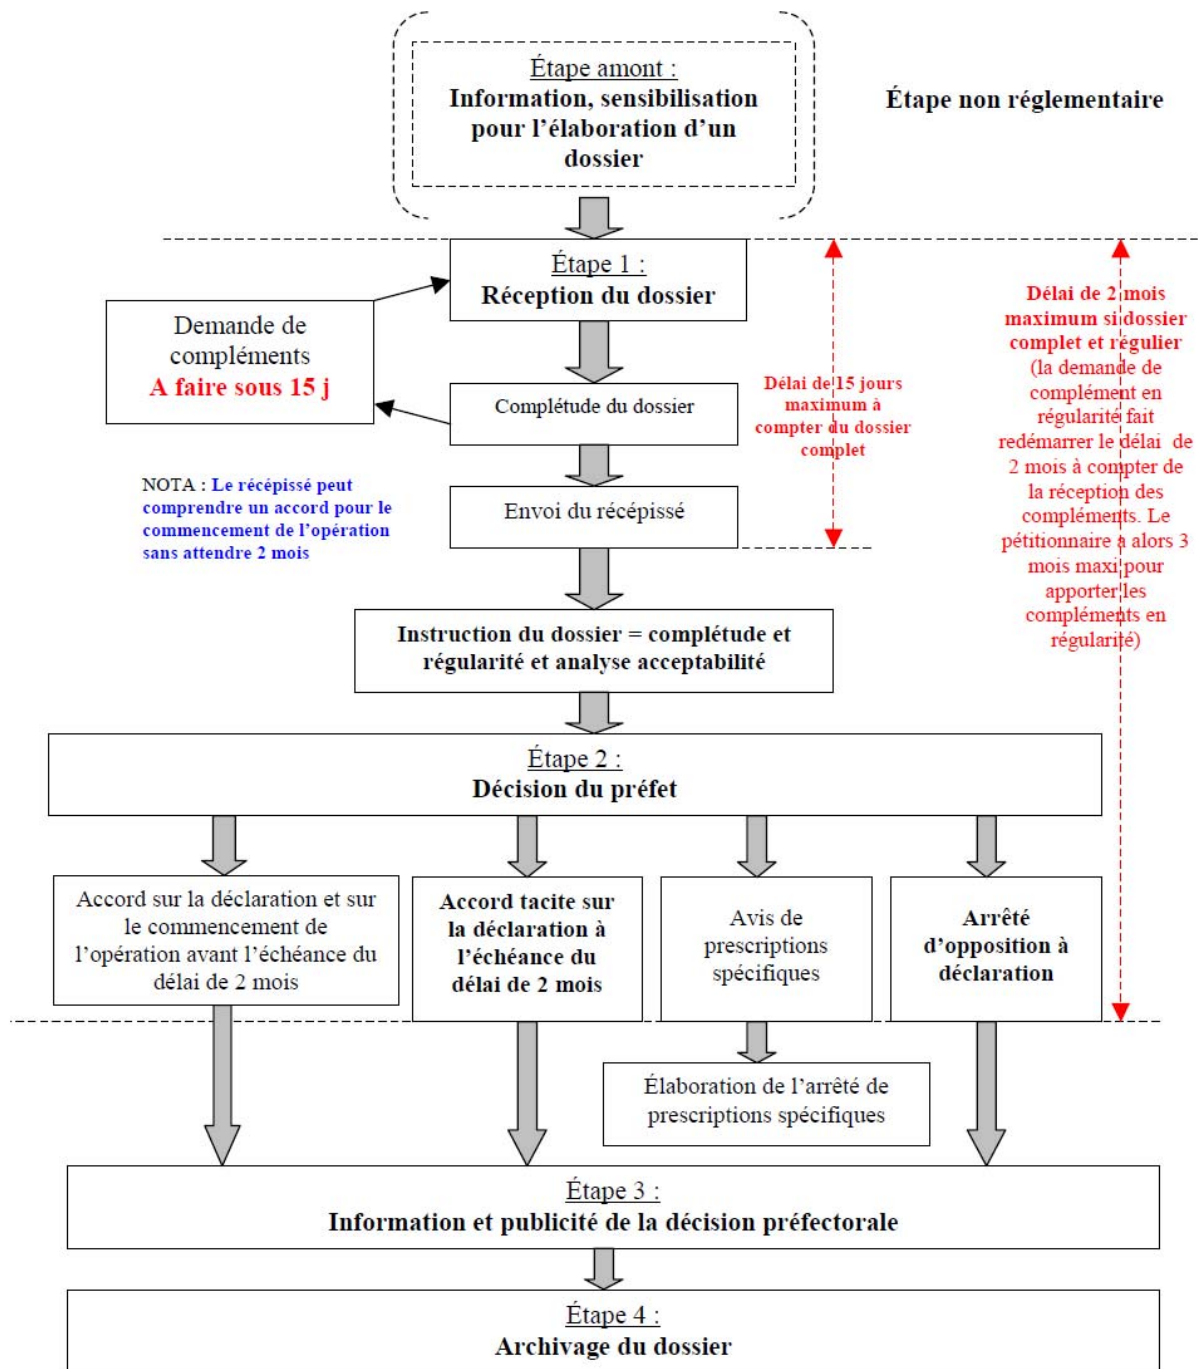 Étape amont :
Information, sensibilisation
pour l’élaboration d’un
dossier
Étape non réglementaire
Étape 1 :
Réception du dossier
Demande de
compléments
A faire sous 15 j
Complétude du dossier
Délai de 15 jours
maximum à
compter du dossier
complet
Délai de 2 mois
maximum si dossier
complet et régulier
(la demande de
complément en
régularité fait
redémarrer le délai de
2 mois à compter de
la réception des
compléments. Le
pétitionnaire a alors 3
mois maxi pour
apporter les
compléments en
régularité)
NOTA : Le récépissé peut
comprendre un accord pour le
commencement de l’opération
sans attendre 2 mois
Envoi du récépissé
Instruction du dossier = complétude et
régularité et analyse acceptabilité
Étape 2 :
Décision du préfet
Accord sur la déclaration et sur
le commencement de
l’opération avant l’échéance du
délai de 2 mois
Accord tacite sur
la déclaration à
l’échéance du
délai de 2 mois
Avis de
prescriptions
spécifiques
Arrêté
d’opposition à
déclaration
Élaboration de l’arrêté de
prescriptions spécifiques
Étape 3 :
Information et publicité de la décision préfectorale
Étape 4 :
Archivage du dossier